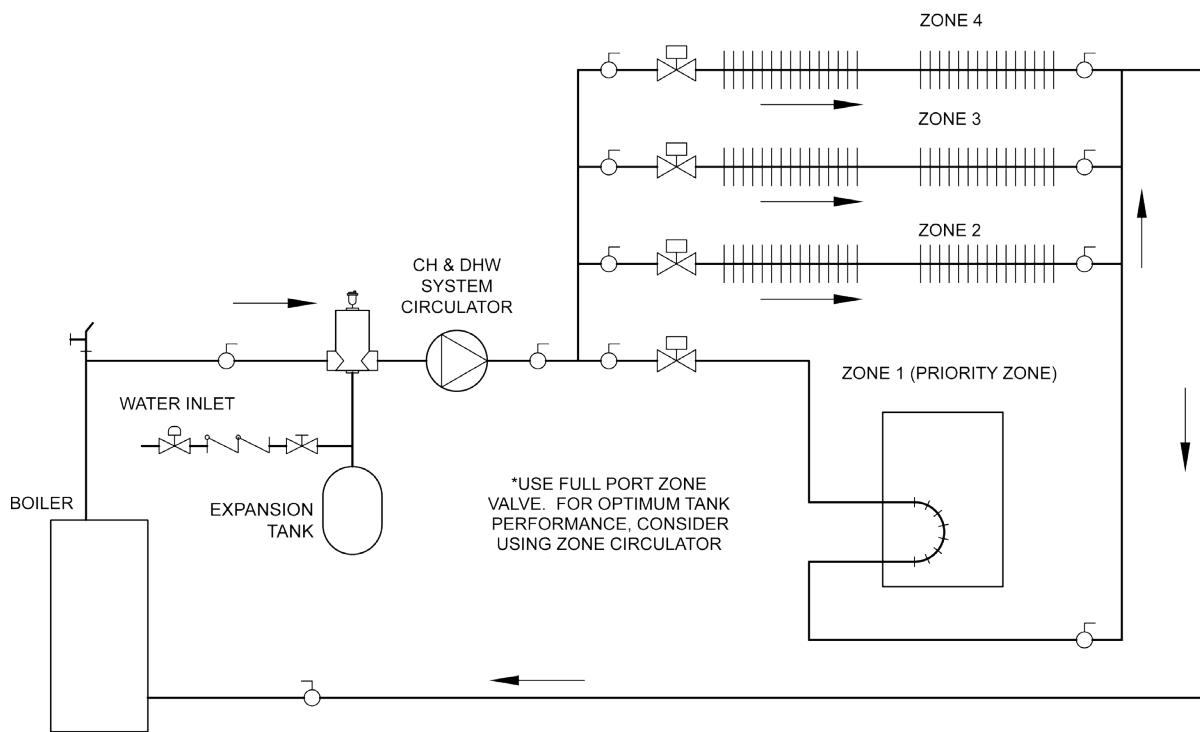 ZONE 4
ZONE 3
ZONE 2
CH & DHW
SYSTEM
CIRCULATOR
ZONE 1 (PRIORITY ZONE)
WATER INLET
*USE FULL PORT ZONE
VALVE. FOR OPTIMUM TANK
PERFORMANCE, CONSIDER
USING ZONE CIRCULATOR
BOILER
EXPANSION
TANK